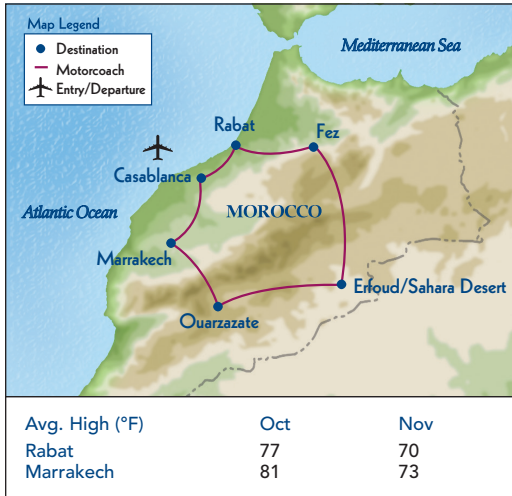 Map Legend
Destination
Motorcoach
Entry/Departure
Mediterranean Sea
Rabat
Fez
Casablanca
Atlantic Ocean
MOROCCO
Marrakech
Erfoud/Sahara Desert
Ouarzazate
Avg. High (°F) Oct Nov
Rabat 77 70
Marrakech 81 73